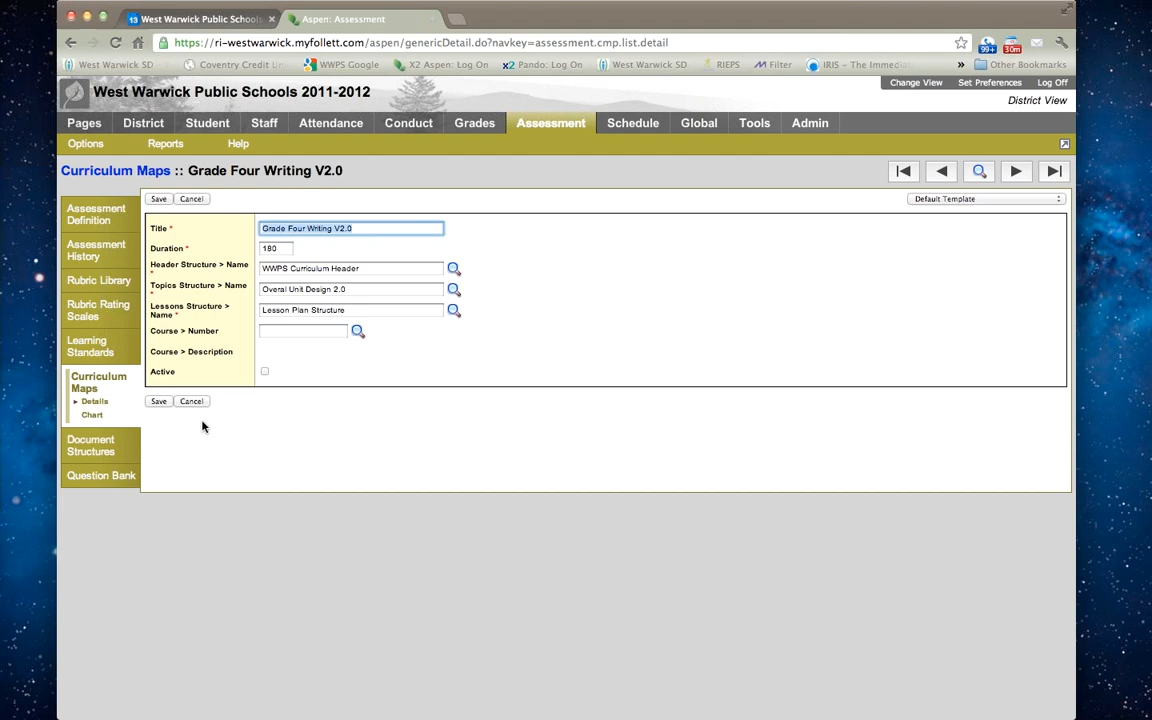 West Warwick Public Schools
Aspen: Assessment
https://ri-westwarwick.myfollett.com/aspen/genericDetail.do?navkey=assessment.cmp.list.detail
99+
30m
West Warwick SD
Coventry Credit Un
WWPS Google
X2 Aspen: Log On
x2 Pando: Log On
West Warwick SD
RIEPS
Filter
IRIS – The Immedia
»
Other Bookmarks
West Warwick Public Schools 2011-2012
Change View
Set Preferences
Log Off
District View
Pages District Student Staff Attendance Conduct Grades Assessment Schedule Global Tools Admin
Options Reports Help
Curriculum Maps :: Grade Four Writing V2.0
Assessment
Definition
Assessment
History
Rubric Library
Rubric Rating
Scales
Learning
Standards
Curriculum
Maps
Details
Chart
Document
Structures
Question Bank
Save Cancel
Default Template
Title * Grade Four Writing V2.0
Duration * 180
Header Structure > Name * WWPS Curriculum Header
Topics Structure > Name * Overal Unit Design 2.0
Lessons Structure > Name * Lesson Plan Structure
Course > Number
Course > Description
Active
Save Cancel